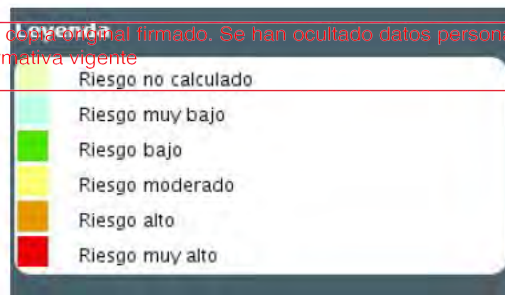 Leyenda
copia original firmado. Se han ocultado datos person
mativa vigente
Riesgo no calculado
Riesgo muy bajo
Riesgo bajo
Riesgo moderado
Riesgo alto
Riesgo muy alto